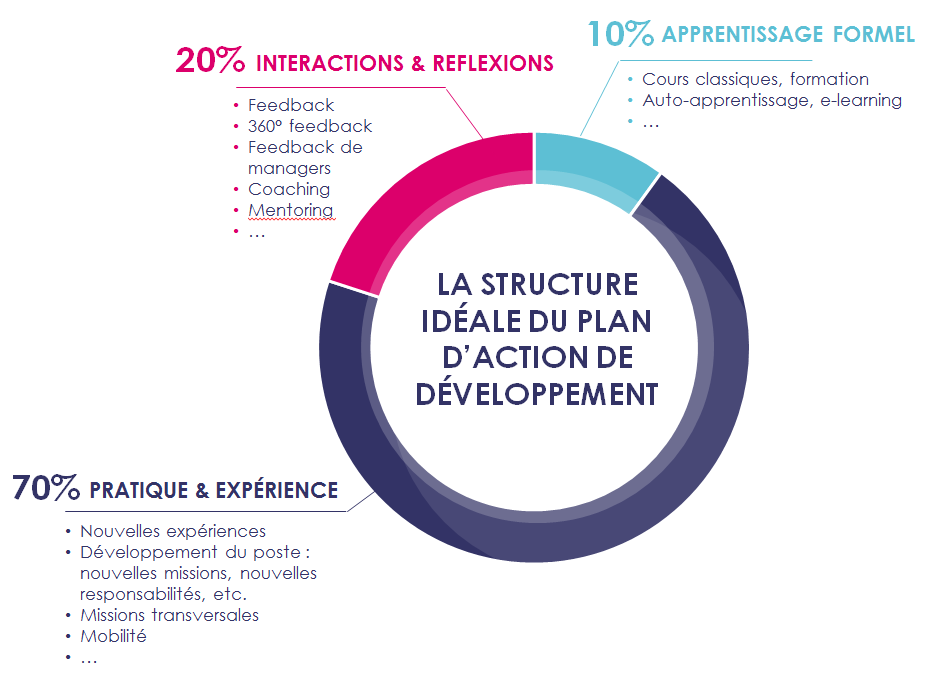 10% APPRENTISSAGE FORMEL
• Cours classiques, formation
• Auto-apprentissage, e-learning
• ...
20% INTERACTIONS & REFLEXIONS
• Feedback
• 360° feedback
• Feedback de
managers
• Coaching
• Mentoring
• ...
LA STRUCTURE
IDÉALE DU PLAN
D’ACTION DE
DÉVELOPPEMENT
70% PRATIQUE & EXPÉRIENCE
• Nouvelles expériences
• Développement du poste :
nouvelles missions, nouvelles
responsabilités, etc.
• Missions transversales
• Mobilité
• ...